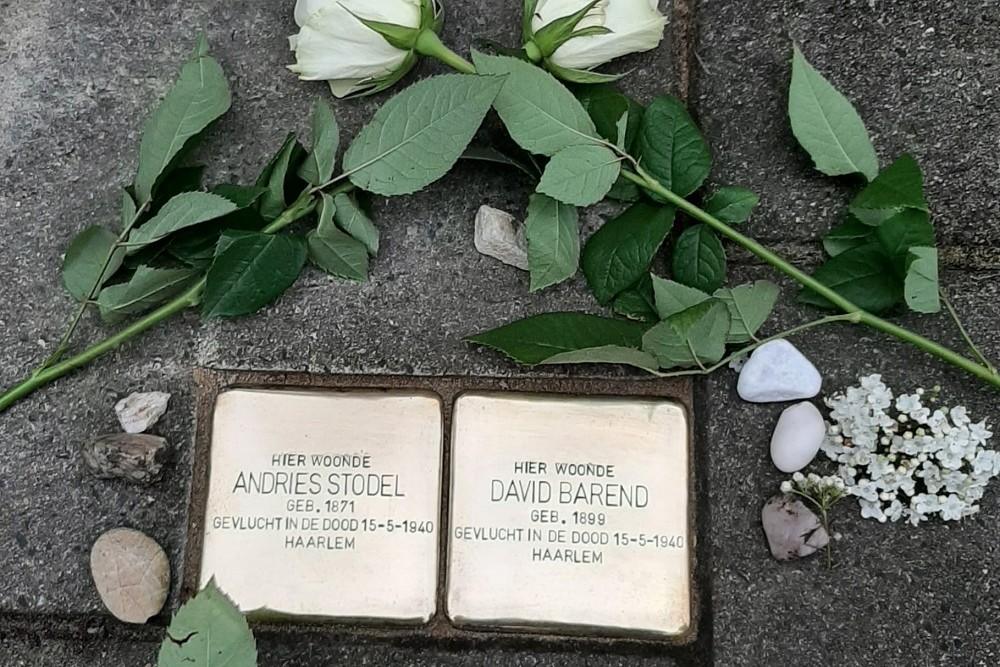 HIER WOONDE
ANDRIES STODEL
GEB. 1871
GEVLUCHT IN DE DOOD 15-5-1940
HAARLEM
HIER WOONDE
DAVID BAREND
GEB. 1899
GEVLUCHT IN DE DOOD 15-5-1940
HAARLEM